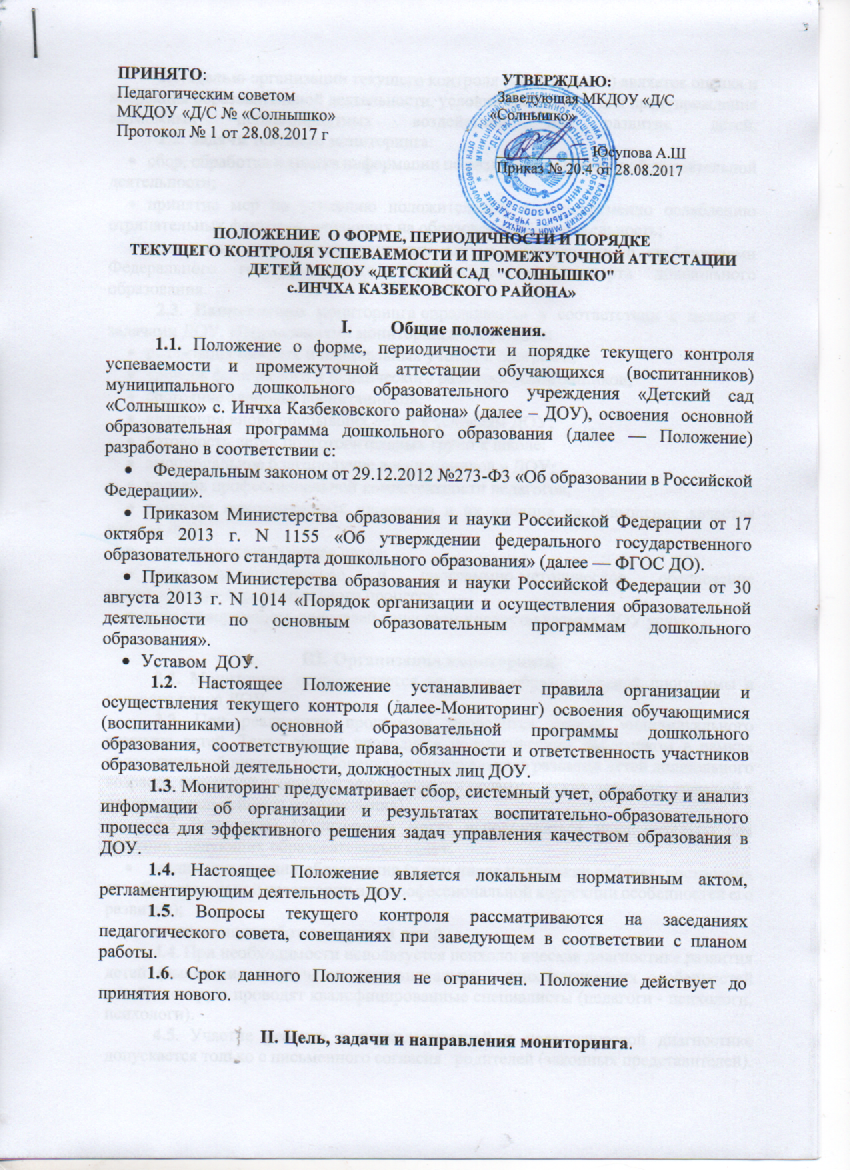 ПРИНЯТО:
Педагогическим советом
МКДОУ «Д/С № «Солнышко»
Протокол № 1 от 28.08.2017 г
УТВЕРЖДАЮ:
Заведующая МКДОУ «Д/С
«Солнышко»
Юсупова А.Ш
Приказ № 20.4 от 28.08.2017
ПОЛОЖЕНИЕ О ФОРМЕ, ПЕРИОДИЧНОСТИ И ПОРЯДКЕ
ТЕКУЩЕГО КОНТРОЛЯ УСПЕВАЕМОСТИ И ПРОМЕЖУТОЧНОЙ АТТЕСТАЦИИ
ДЕТЕЙ МКДОУ «ДЕТСКИЙ САД "СОЛНЫШКО"
с.ИНЧХА КАЗБЕКОВСКОГО РАЙОНА»
I. Общие положения.
1.1. Положение о форме, периодичности и порядке текущего контроля
успеваемости и промежуточной аттестации обучающихся (воспитанников)
муниципального дошкольного образовательного учреждения «Детский сад
«Солнышко» с. Инчха Казбековского района» (далее – ДОУ), освоения основной
образовательная программа дошкольного образования (далее — Положение)
разработано в соответствии с:
• Федеральным законом от 29.12.2012 №273-ФЗ «Об образовании в Российской
Федерации».
• Приказом Министерства образования и науки Российской Федерации от 17
октября 2013 г. N 1155 «Об утверждении федерального государственного
образовательного стандарта дошкольного образования» (далее — ФГОС ДО).
• Приказом Министерства образования и науки Российской Федерации от 30
августа 2013 г. N 1014 «Порядок организации и осуществления образовательной
деятельности по основным образовательным программам дошкольного
образования».
• Уставом ДОУ.
1.2. Настоящее Положение устанавливает правила организации и
осуществления текущего контроля (далее-Мониторинг) освоения обучающимися
(воспитанниками) основной образовательной программы дошкольного
образования, соответствующие права, обязанности и ответственность участников
образовательной деятельности, должностных лиц ДОУ.
1.3. Мониторинг предусматривает сбор, системный учет, обработку и анализ
информации об организации и результатах воспитательно-образовательного
процесса для эффективного решения задач управления качеством образования в
ДОУ.
1.4. Настоящее Положение является локальным нормативным актом,
регламентирующим деятельность ДОУ.
1.5. Вопросы текущего контроля рассматриваются на заседаниях
педагогического совета, совещаниях при заведующем в соответствии с планом
работы.
1.6. Срок данного Положения не ограничен. Положение действует до
принятия нового.
II. Цель, задачи и направления мониторинга.